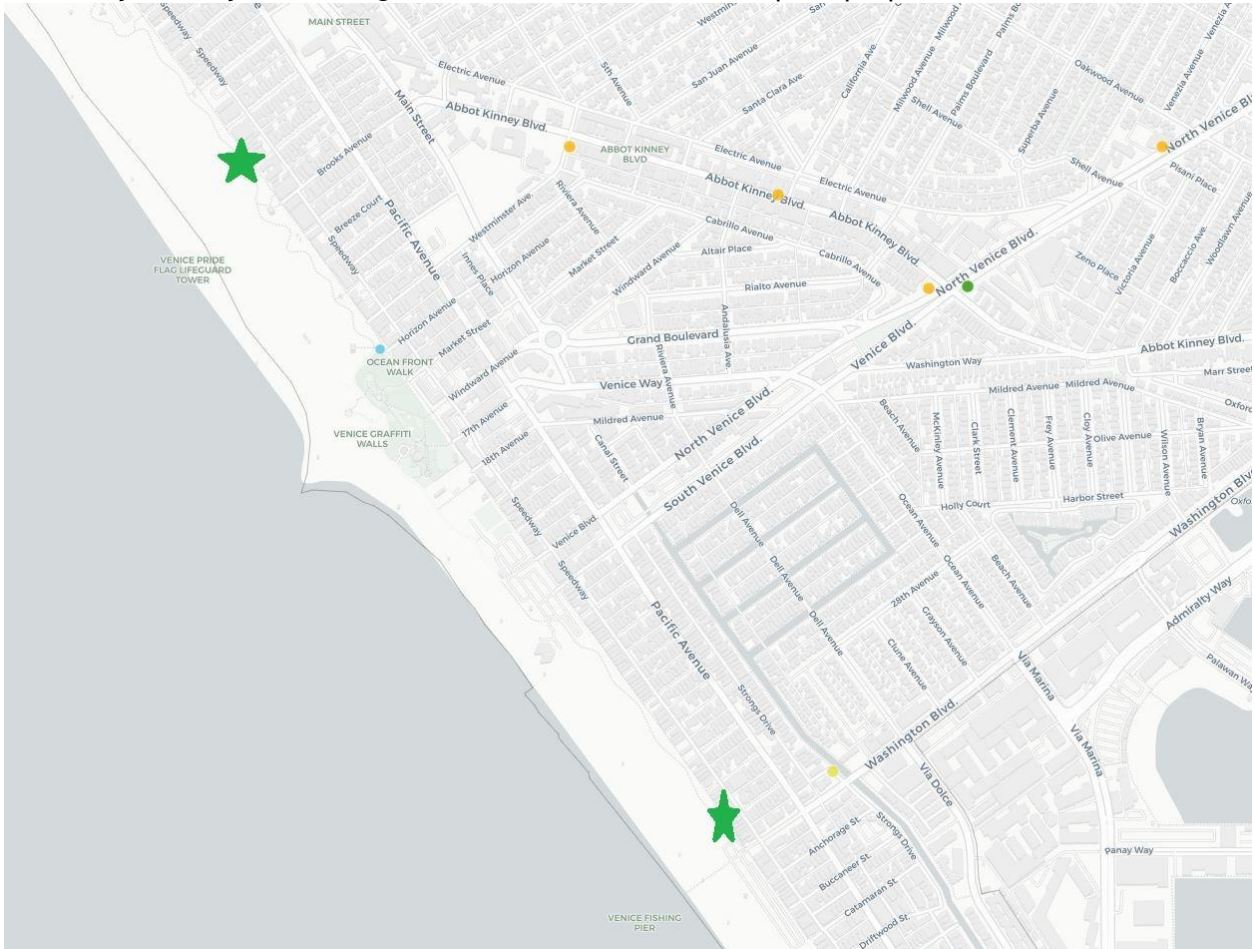 MAIN STREET
Speedway
Speedway
Electric Avenue
5th Avenue
San Juan Avenue
California Ave.
Milwood Avenue
Palms Boulevard
Oakwood Avenue
Venezia Avenue
Main Street
Abbot Kinney Blvd.
Santa Clara Ave.
Shell Avenue
Superba Avenue
North Venice
Brooks Avenue
ABBOT KINNEY
BLVD
Electric Avenue
Shell Avenue
Pisani Place
Breeze Court
Pacific Avenue
Westminster Ave.
Riviera Avenue
Abbot Kinney Blvd.
Electric Avenue
Abbot Kinney Blvd.
Woodlawn Avenue
Boccaccio Ave.
Victoria Avenue
Zeno Place
Speedway
Innes Place
Horizon Avenue
Market Street
Windward Avenue
Cabrillo Avenue
Altair Place
Cabrillo Avenue
North Venice Blvd.
VENICE PRIDE
FLAG LIFEGUARD
TOWER
Rialto Avenue
Horizon Avenue
Market Street
Windward Avenue
Grand Boulevard
Andalusia Ave.
Riviera Avenue
Venice Blvd.
Abbot Kinney Blvd.
OCEAN FRONT
WALK
Washington Way
Marr Street
Venice Way
Mildred Avenue
Mildred Avenue
17th Avenue
Mildred Avenue
North Venice Blvd.
Beach Avenue
McKinley Avenue
Clark Street
Clement Avenue
Frey Avenue
Cloy Avenue
Olive Avenue
Wilson Avenue
Bryan Avenue
VENICE GRAFFITI
WALLS
18th Avenue
Canal Street
South Venice Blvd.
Holly Court
Harbor Street
Washington
Speedway
Venice Blvd.
Dell Avenue
Ocean Avenue
Speedway
Dell Avenue
28th Avenue
Ocean Avenue
Beach Avenue
Admiralty Way
Pacific Avenue
Dell Avenue
Grayson Avenue
Clune Avenue
Via Marina
Palawan Way
Strongs Drive
Washington Blvd.
Via Marina
Via Dolce
Anchorage St.
Strongs Drive
Panay Way
Buccaneer St.
Catamaran St.
VENICE FISHING
PIER
Driftwood St.